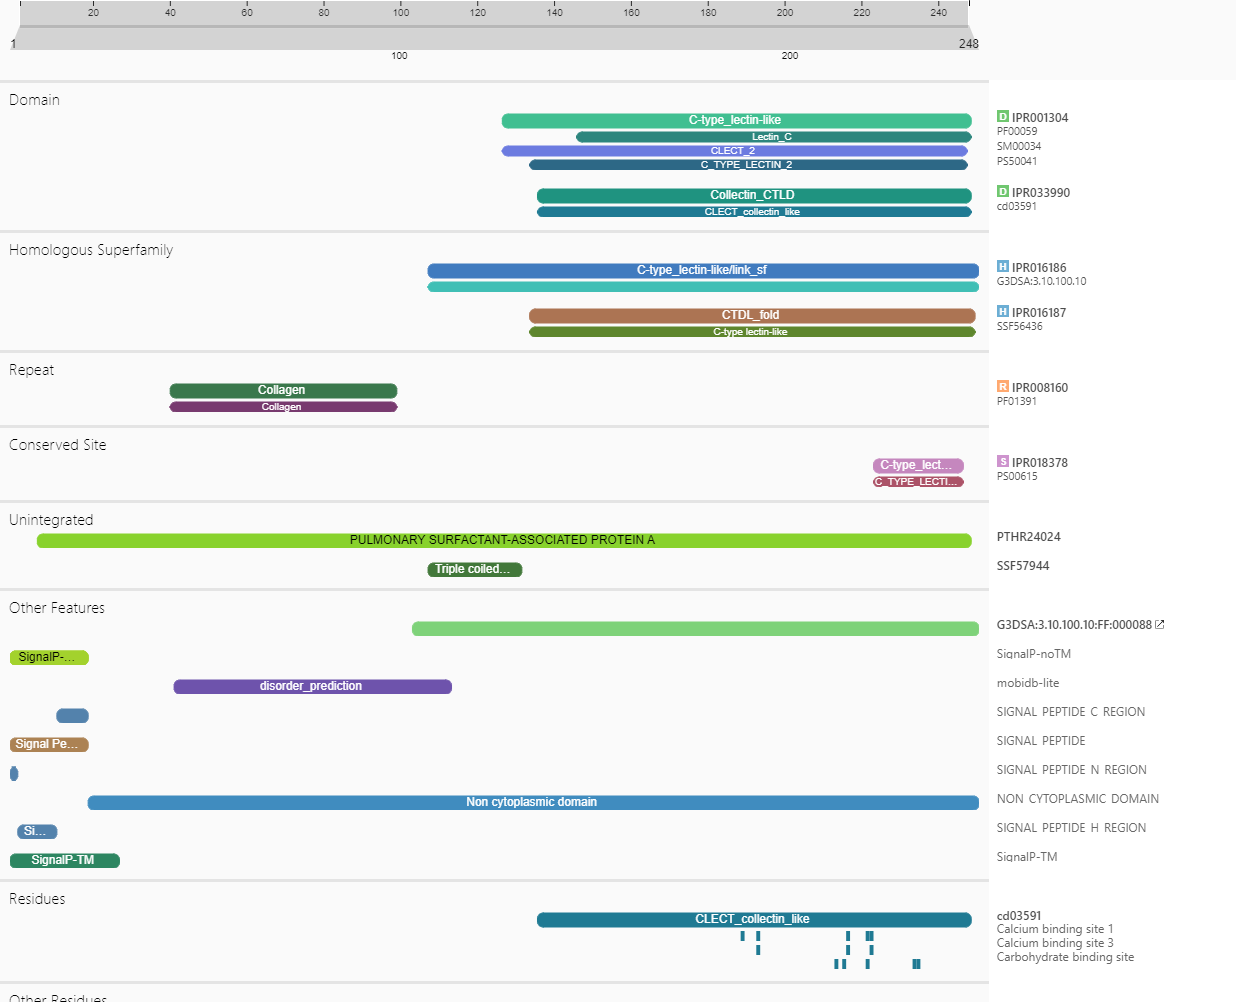 20 40 60 80 100 120 140 160 180 200 220 240
1 248
100 200
Domain
C-type_lectin-like IPR001304
D
Lectin_C PF00059
CLECT_2 SM00034
C_TYPE_LECTIN_2 PS50041
Collectin_CTLD D IPR033990
CLECT_collectin_like cd03591
Homologous Superfamily
C-type_lectin-like/link_sf H IPR016186
G3DSA:3.10.100.10
CTDL_fold H IPR016187
C-type lectin-like SSF56436
Repeat
Collagen R IPR008160
Collagen PF01391
Conserved Site
C-type_lect... S IPR018378
C_TYPE_LECTI... PS00615
Unintegrated
PULMONARY SURFACTANT-ASSOCIATED PROTEIN A PTHR24024
Triple coiled... SSF57944
Other Features
G3DSA:3.10.100.10:FF:000088
SignalP-... SignalP-noTM
disorder_prediction mobidb-lite
SIGNAL PEPTIDE C REGION
Signal Pe... SIGNAL PEPTIDE
SIGNAL PEPTIDE N REGION
Non cytoplasmic domain NON CYTOPLASMIC DOMAIN
Si... SIGNAL PEPTIDE H REGION
SignalP-TM SignalP-TM
Residues
CLECT_collectin_like cd03591
Calcium binding site 1
Calcium binding site 3
Carbohydrate binding site
Other Residues